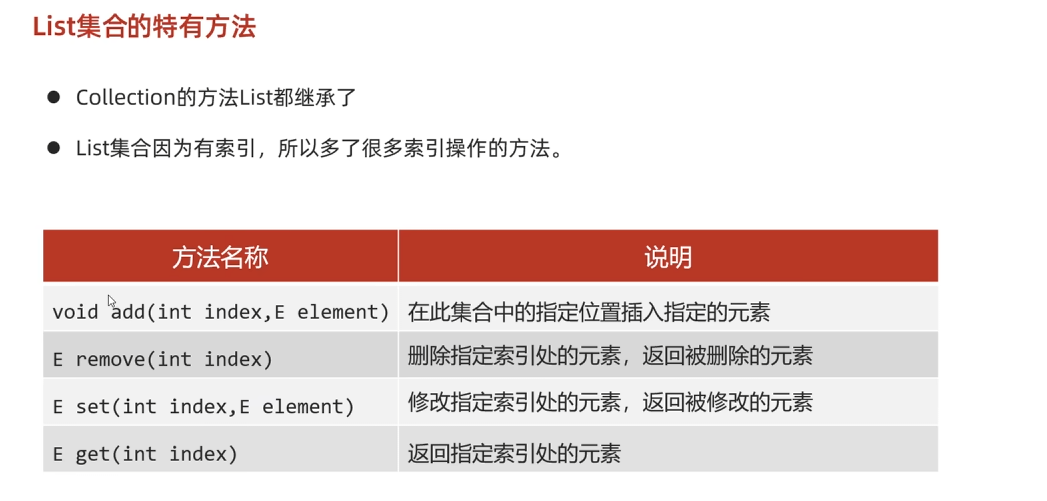 List集合的特有方法
● Collection的方法List都继承了
● List集合因为有索引，所以多了很多索引操作的方法。
方法名称 说明
void add(int index,E element) 在此集合中的指定位置插入指定的元素
E remove(int index) 删除指定索引处的元素，返回被删除的元素
E set(int index,E element) 修改指定索引处的元素，返回被修改的元素
E get(int index) 返回指定索引处的元素